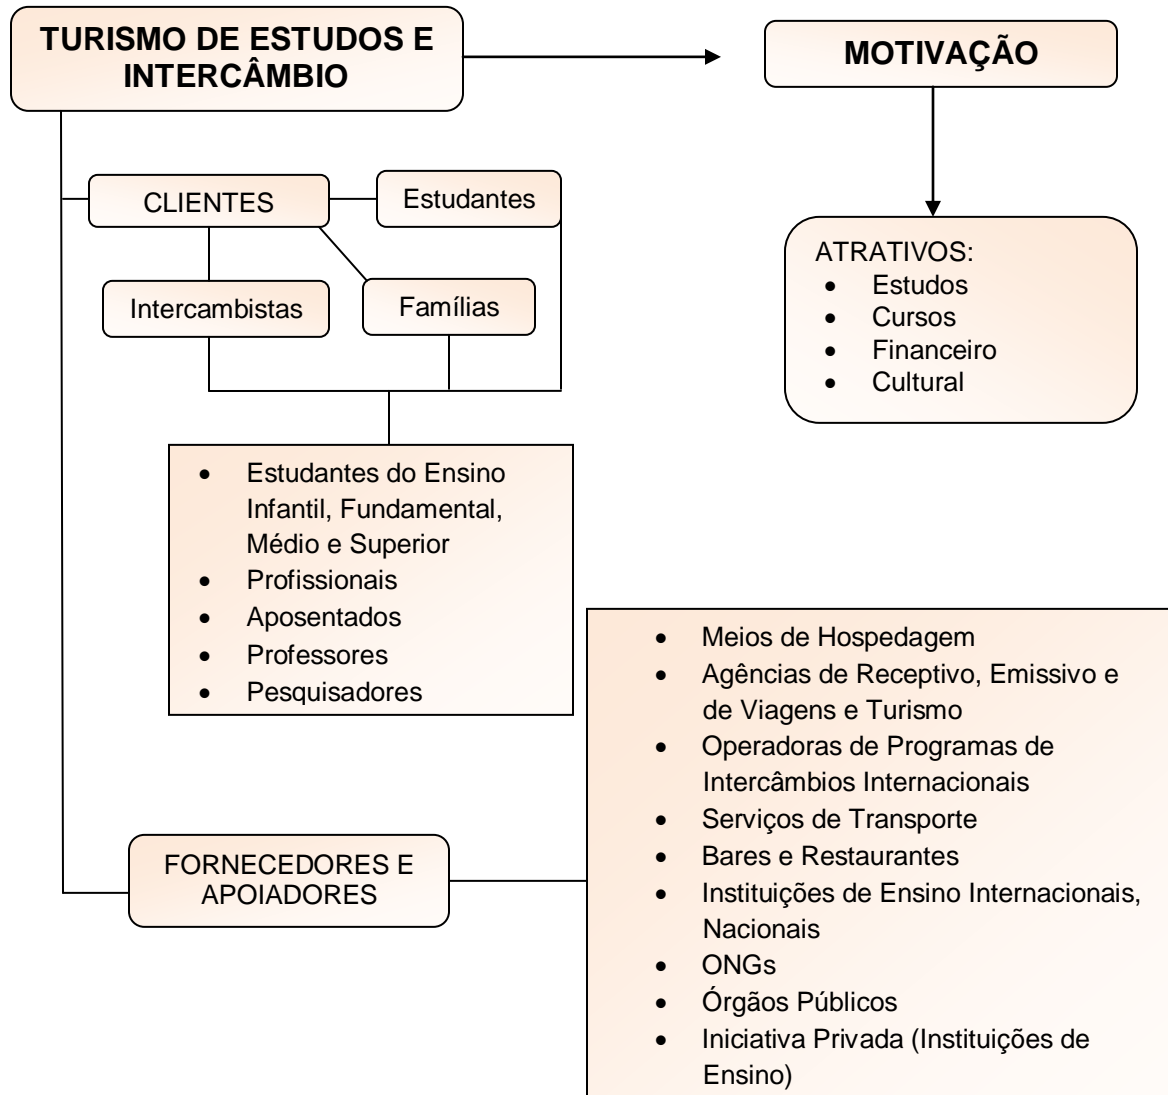 TURISMO DE ESTUDOS E
INTERCÂMBIO
MOTIVAÇÃO
CLIENTES
Estudantes
Intercambistas
Famílias
ATRATIVOS:
• Estudos
• Cursos
• Financeiro
• Cultural
• Estudantes do Ensino
Infantil, Fundamental,
Médio e Superior
• Profissionais
• Aposentados
• Professores
• Pesquisadores
FORNECEDORES E
APOIADORES
• Meios de Hospedagem
• Agências de Receptivo, Emissivo e
de Viagens e Turismo
• Operadoras de Programas de
Intercâmbios Internacionais
• Serviços de Transporte
• Bares e Restaurantes
• Instituições de Ensino Internacionais,
Nacionais
• ONGs
• Órgãos Públicos
• Iniciativa Privada (Instituições de
Ensino)